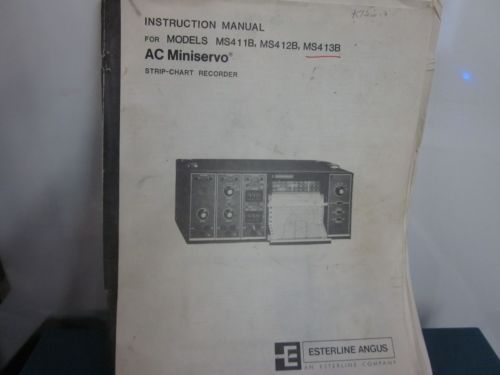 INSTRUCTION MANUAL
FOR MODELS MS411B, MS412B, MS413B
AC Miniservo®
STRIP-CHART RECORDER
E
ESTERLINE ANGUS
AN ESTERLINE COMPANY